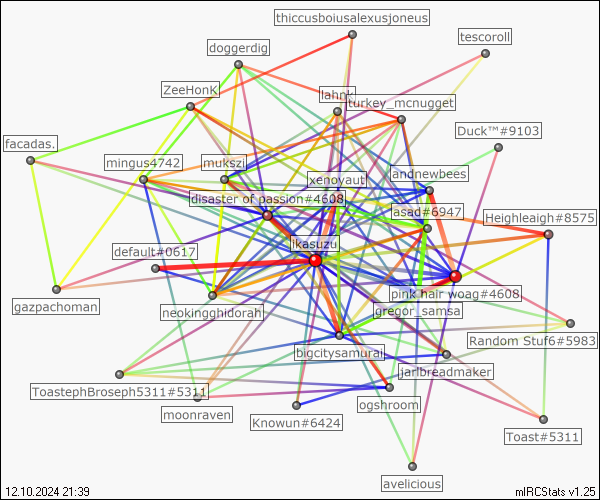 thiccusboiusalexusjoneus
tescoroll
doggerdig
ZeeHonK
lahnk
turkey_mcnugget
Duck™#9103
facadas.
mingus4742
mukszi
xenoyaut
andnewbees
disaster of passion#4608
asad#6947
Heighleaigh#8575
ikasuzu
default#0617
pink hair woag#4608
gazpachoman
neokingghidorah
gregor_samsa
bigcitysamurai
Random Stuf6#5983
jarlbreadmaker
ToastephBroseph5311#5311
ogshroom
moonraven
Knowun#6424
Toast#5311
avelicious
12.10.2024 21:39
mIRCStats v1.25